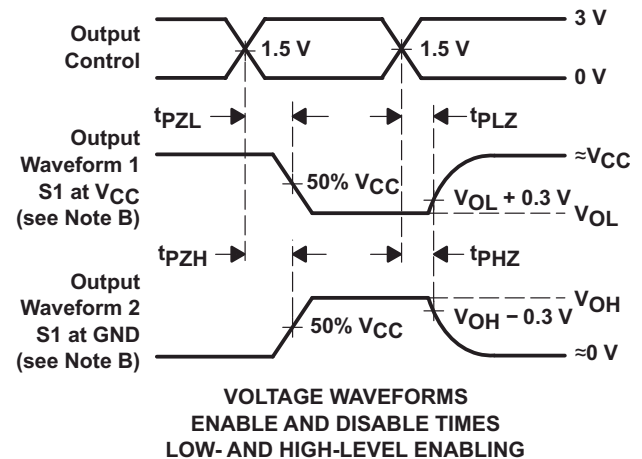 Output
Control
1.5 V
1.5 V
3 V
0 V
tPZL
tPLZ
Output
Waveform 1
S1 at VCC
(see Note B)
50% VCC
≈VCC
VOL + 0.3 V
VOL
tPZH
tPHZ
Output
Waveform 2
S1 at GND
(see Note B)
50% VCC
VOH
VOH − 0.3 V
≈0 V
VOLTAGE WAVEFORMS
ENABLE AND DISABLE TIMES
LOW- AND HIGH-LEVEL ENABLING